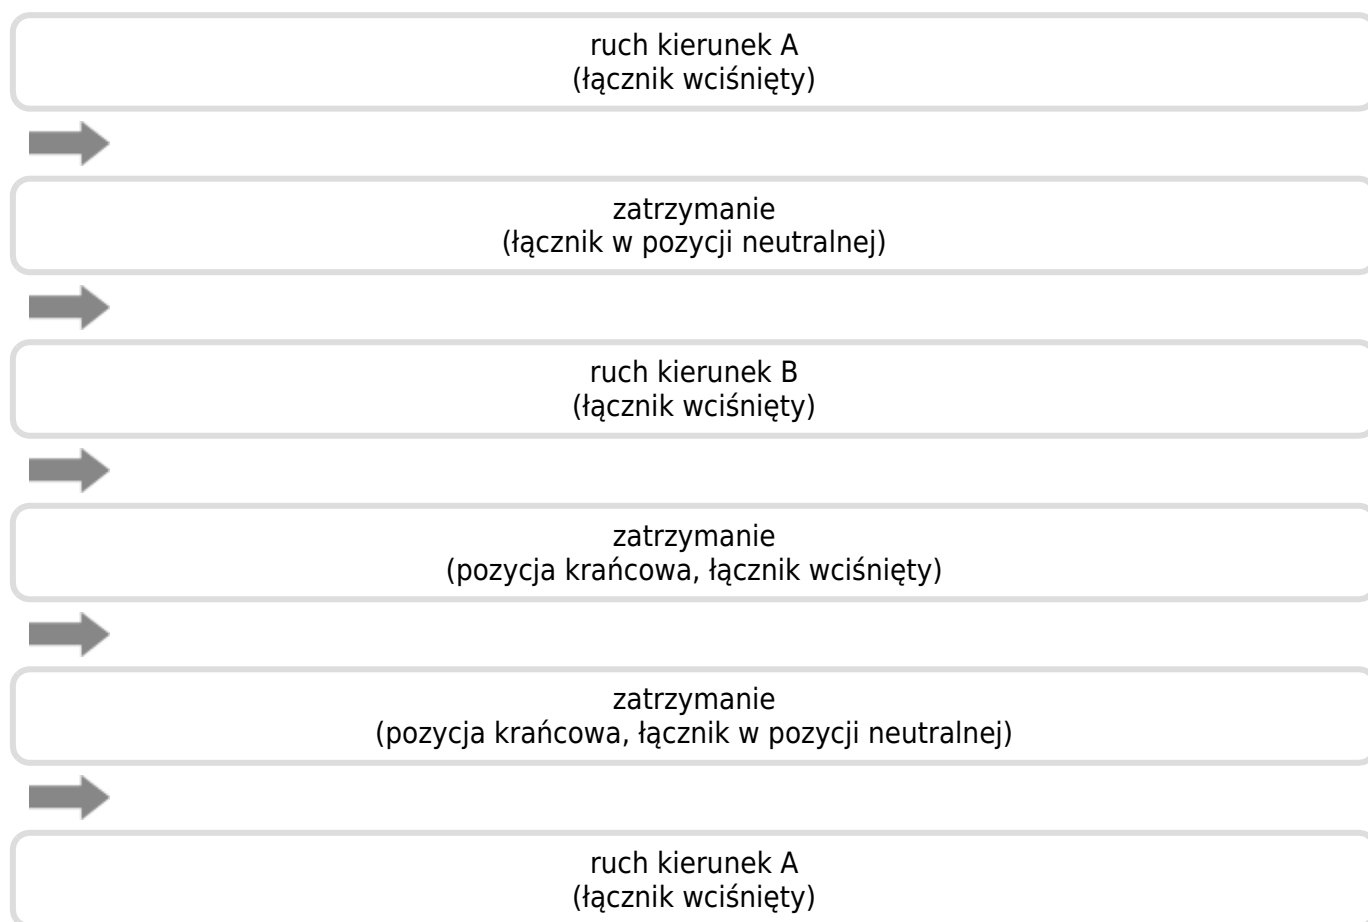 ruch kierunek A
(łącznik wciśnięty)
zatrzymanie
(łącznik w pozycji neutralnej)
ruch kierunek B
(łącznik wciśnięty)
zatrzymanie
(pozycja krańcowa, łącznik wciśnięty)
zatrzymanie
(pozycja krańcowa, łącznik w pozycji neutralnej)
ruch kierunek A
(łącznik wciśnięty)